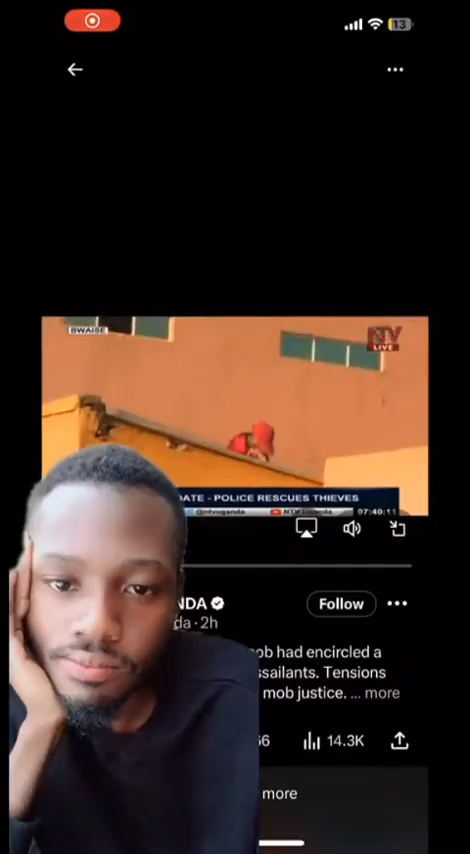 13
BWAISE
NTV
LIVE
DATE - POLICE RESCUES THIEVES
@ntvuganda
NTV Uganda
07:40:11
NDA
Follow
da · 2h
ob had encircled a
ssailants. Tensions
mob justice. ... more
66
14.3K
more